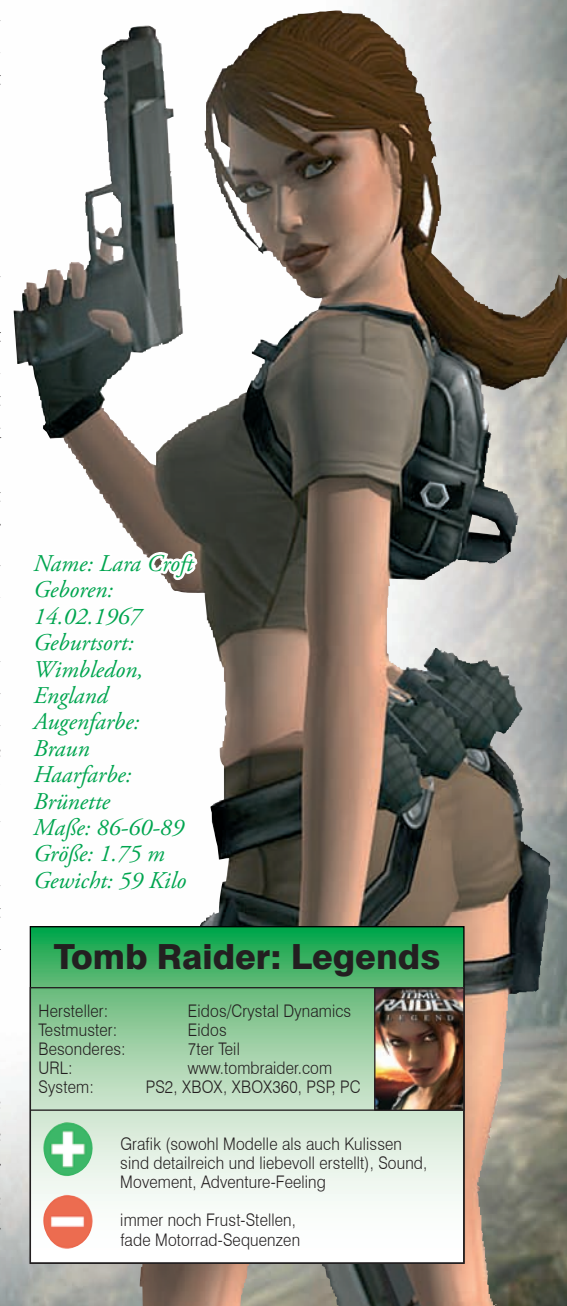 Name: Lara Croft
Geboren:
14.02.1967
Geburtsort:
Wimbledon,
England
Augenfarbe:
Braun
Haarfarbe:
Brünette
Maße: 86-60-89
Größe: 1.75 m
Gewicht: 59 Kilo
Tomb Raider: Legends
Hersteller: Eidos/Crystal Dynamics
Testmuster: Eidos
Besonderes: 7ter Teil
URL: www.tombraider.com
System: PS2, XBOX, XBOX360, PSP, PC
TOMB
RAIDER
LEGEND
Grafik (sowohl Modelle als auch Kulissen
sind detailreich und liebevoll erstellt), Sound,
Movement, Adventure-Feeling
immer noch Frust-Stellen,
fade Motorrad-Sequenzen